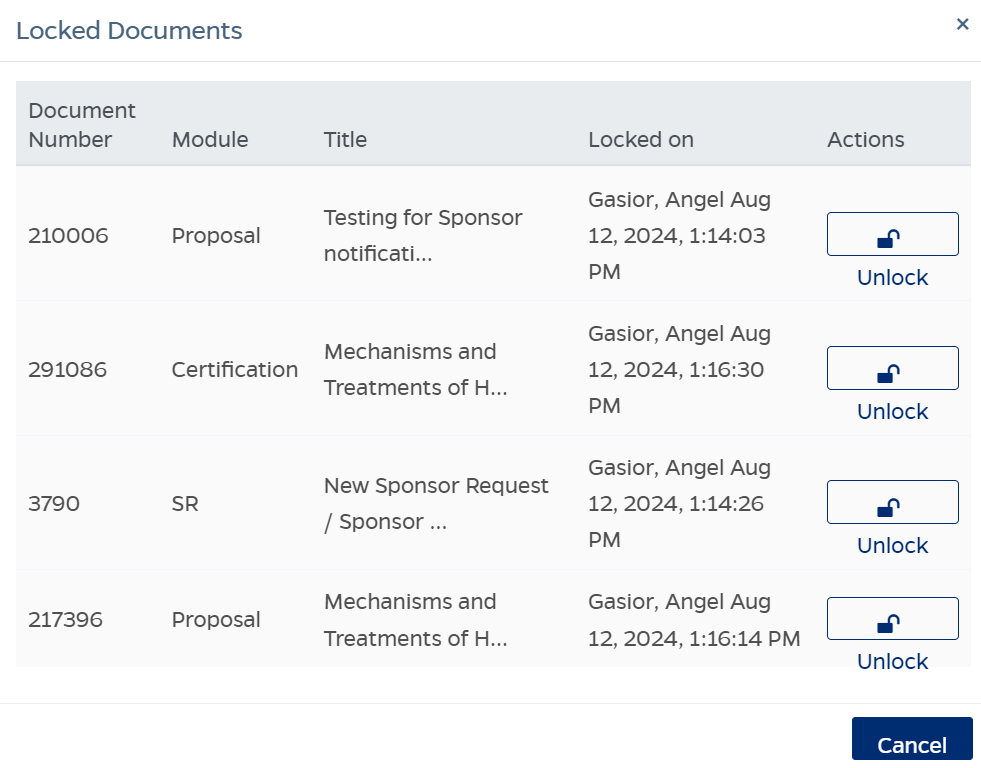 Locked Documents
×
Document
Number Module Title Locked on Actions
Gasior, Angel Aug
Testing for Sponsor
210006 Proposal 12, 2024, 1:14:03
notificati...
PM
Unlock
Gasior, Angel Aug
Mechanisms and
291086 Certification 12, 2024, 1:16:30
Treatments of H...
PM
Unlock
Gasior, Angel Aug
New Sponsor Request
3790 SR 12, 2024, 1:14:26
/ Sponsor ...
PM
Unlock
Mechanisms and Gasior, Angel Aug
217396 Proposal
Treatments of H... 12, 2024, 1:16:14 PM
Unlock
Cancel